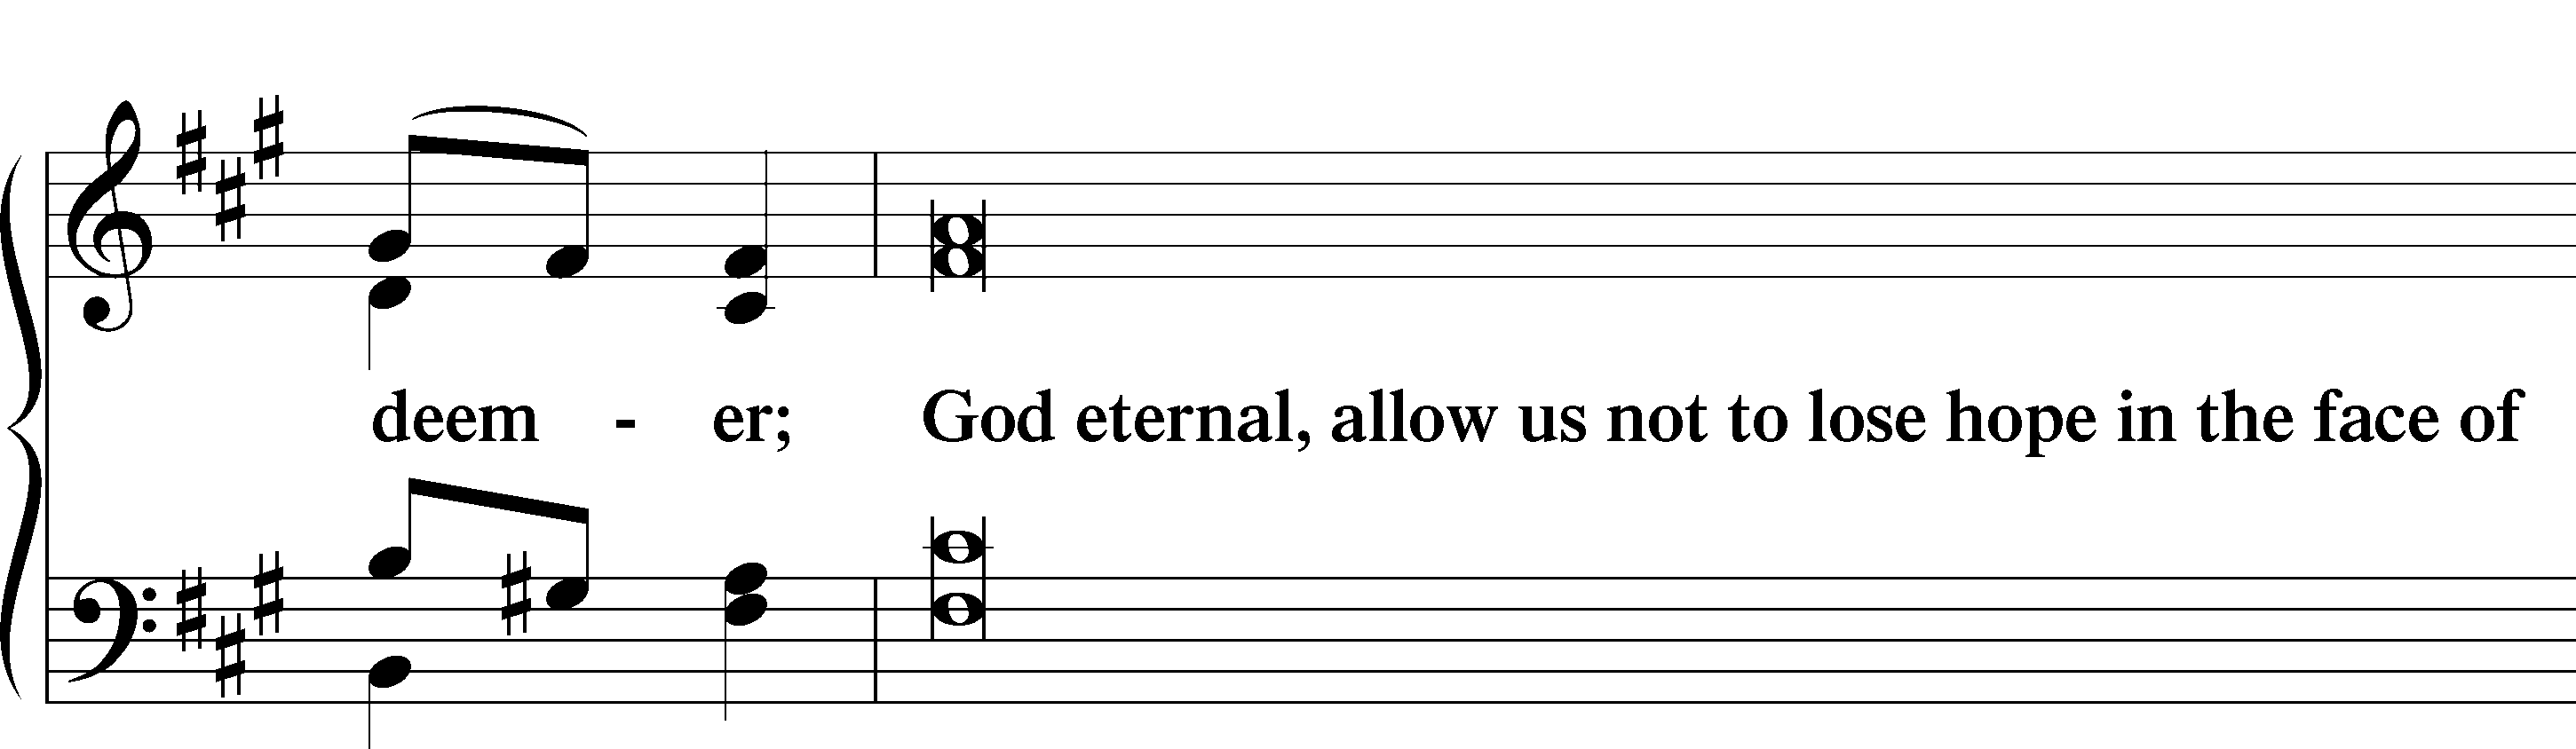 deem - er; God eternal, allow us not to lose hope in the face of